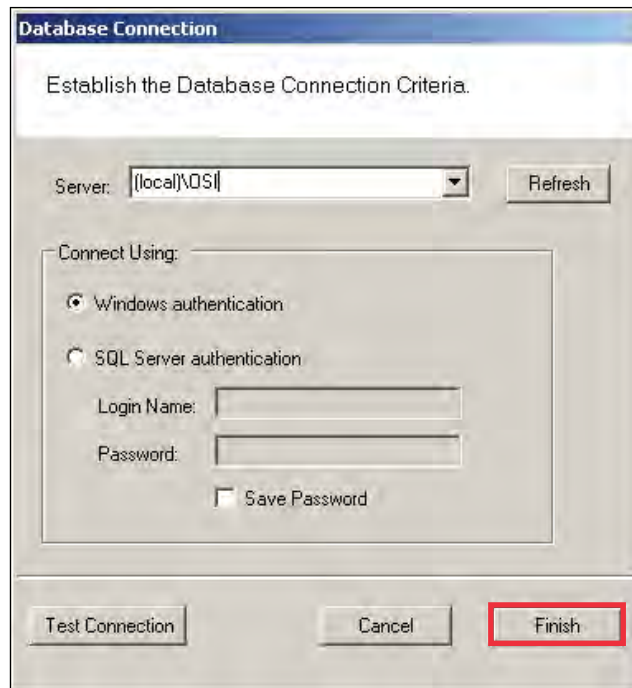 Database Connection
Establish the Database Connection Criteria.
Server: (local)\OSI Refresh
Connect Using:
Windows authentication
SQL Server authentication
Login Name:
Password:
Save Password
Test Connection Cancel Finish